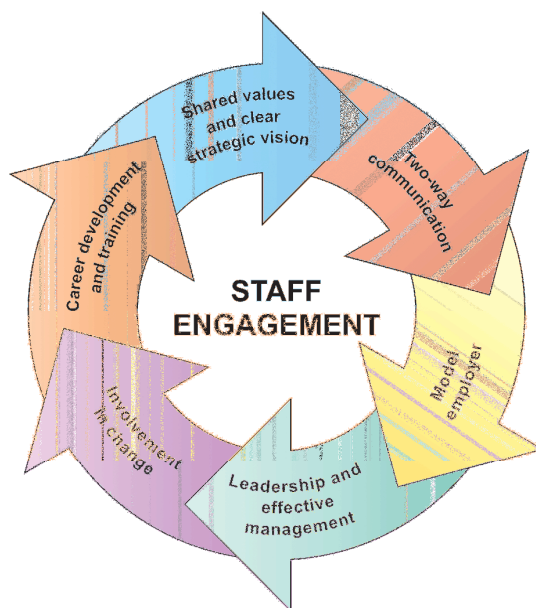 Shared values
and clear
strategic vision
Two-way
communication
Model
employer
Leadership and
effective
management
Involvement
in change
Career development
and training
STAFF
ENGAGEMENT